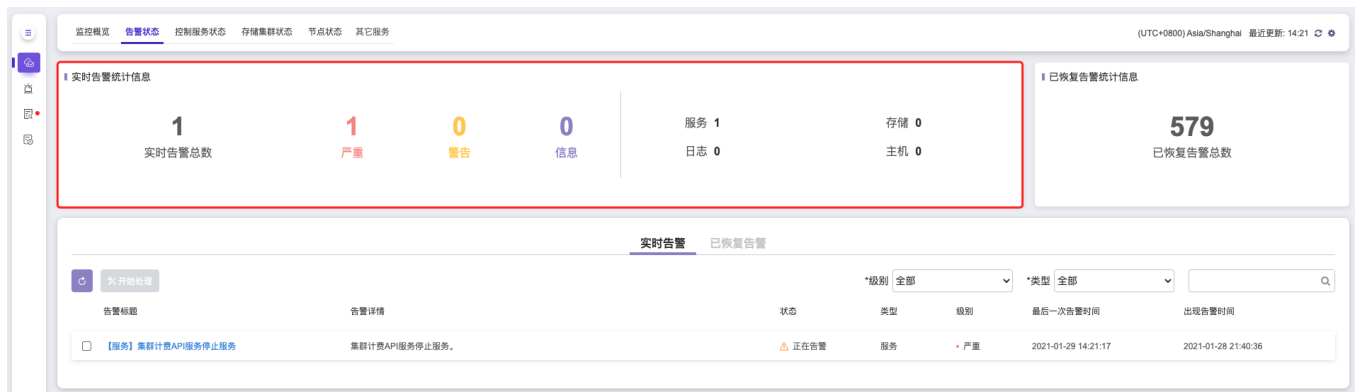 监控概览 告警状态 控制服务状态 存储集群状态 节点状态 其它服务 (UTC+0800) Asia/Shanghai 最近更新: 14:21
实时告警统计信息 已恢复告警统计信息
1 1 0 0 服务 1 存储 0 579
实时告警总数 严重 警告 信息 日志 0 主机 0 已恢复告警总数
实时告警 已恢复告警
开始处理 *级别 全部 *类型 全部
告警标题 告警详情 状态 类型 级别 最后一次告警时间 出现告警时间
【服务】集群计费API服务停止服务 集群计费API服务停止服务。 正在告警 服务 严重 2021-01-29 14:21:17 2021-01-28 21:40:36